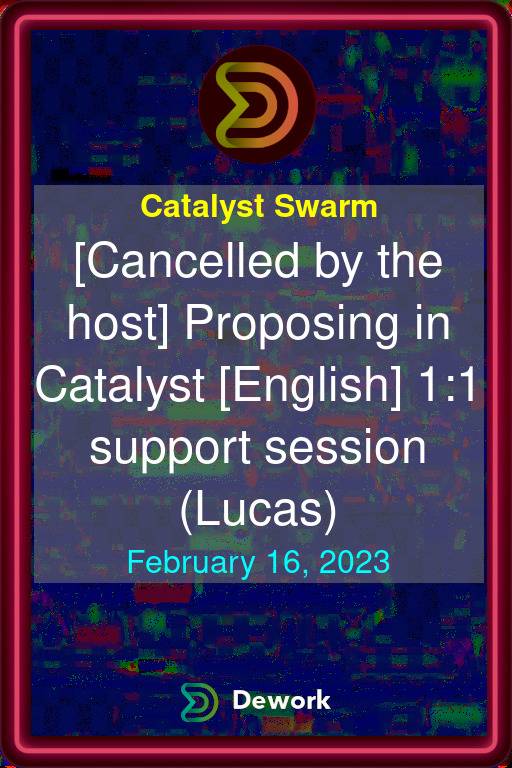 Catalyst Swarm
[Cancelled by the
host] Proposing in
Catalyst [English] 1:1
support session
(Lucas)
February 16, 2023
Dework